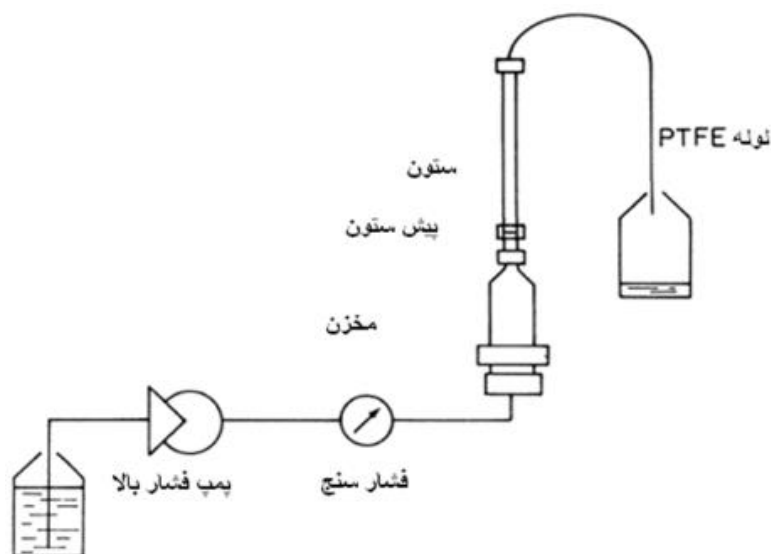 لوله PTFE
ستون
پیش ستون
مخزن
پمپ فشار بالا
فشار سنج